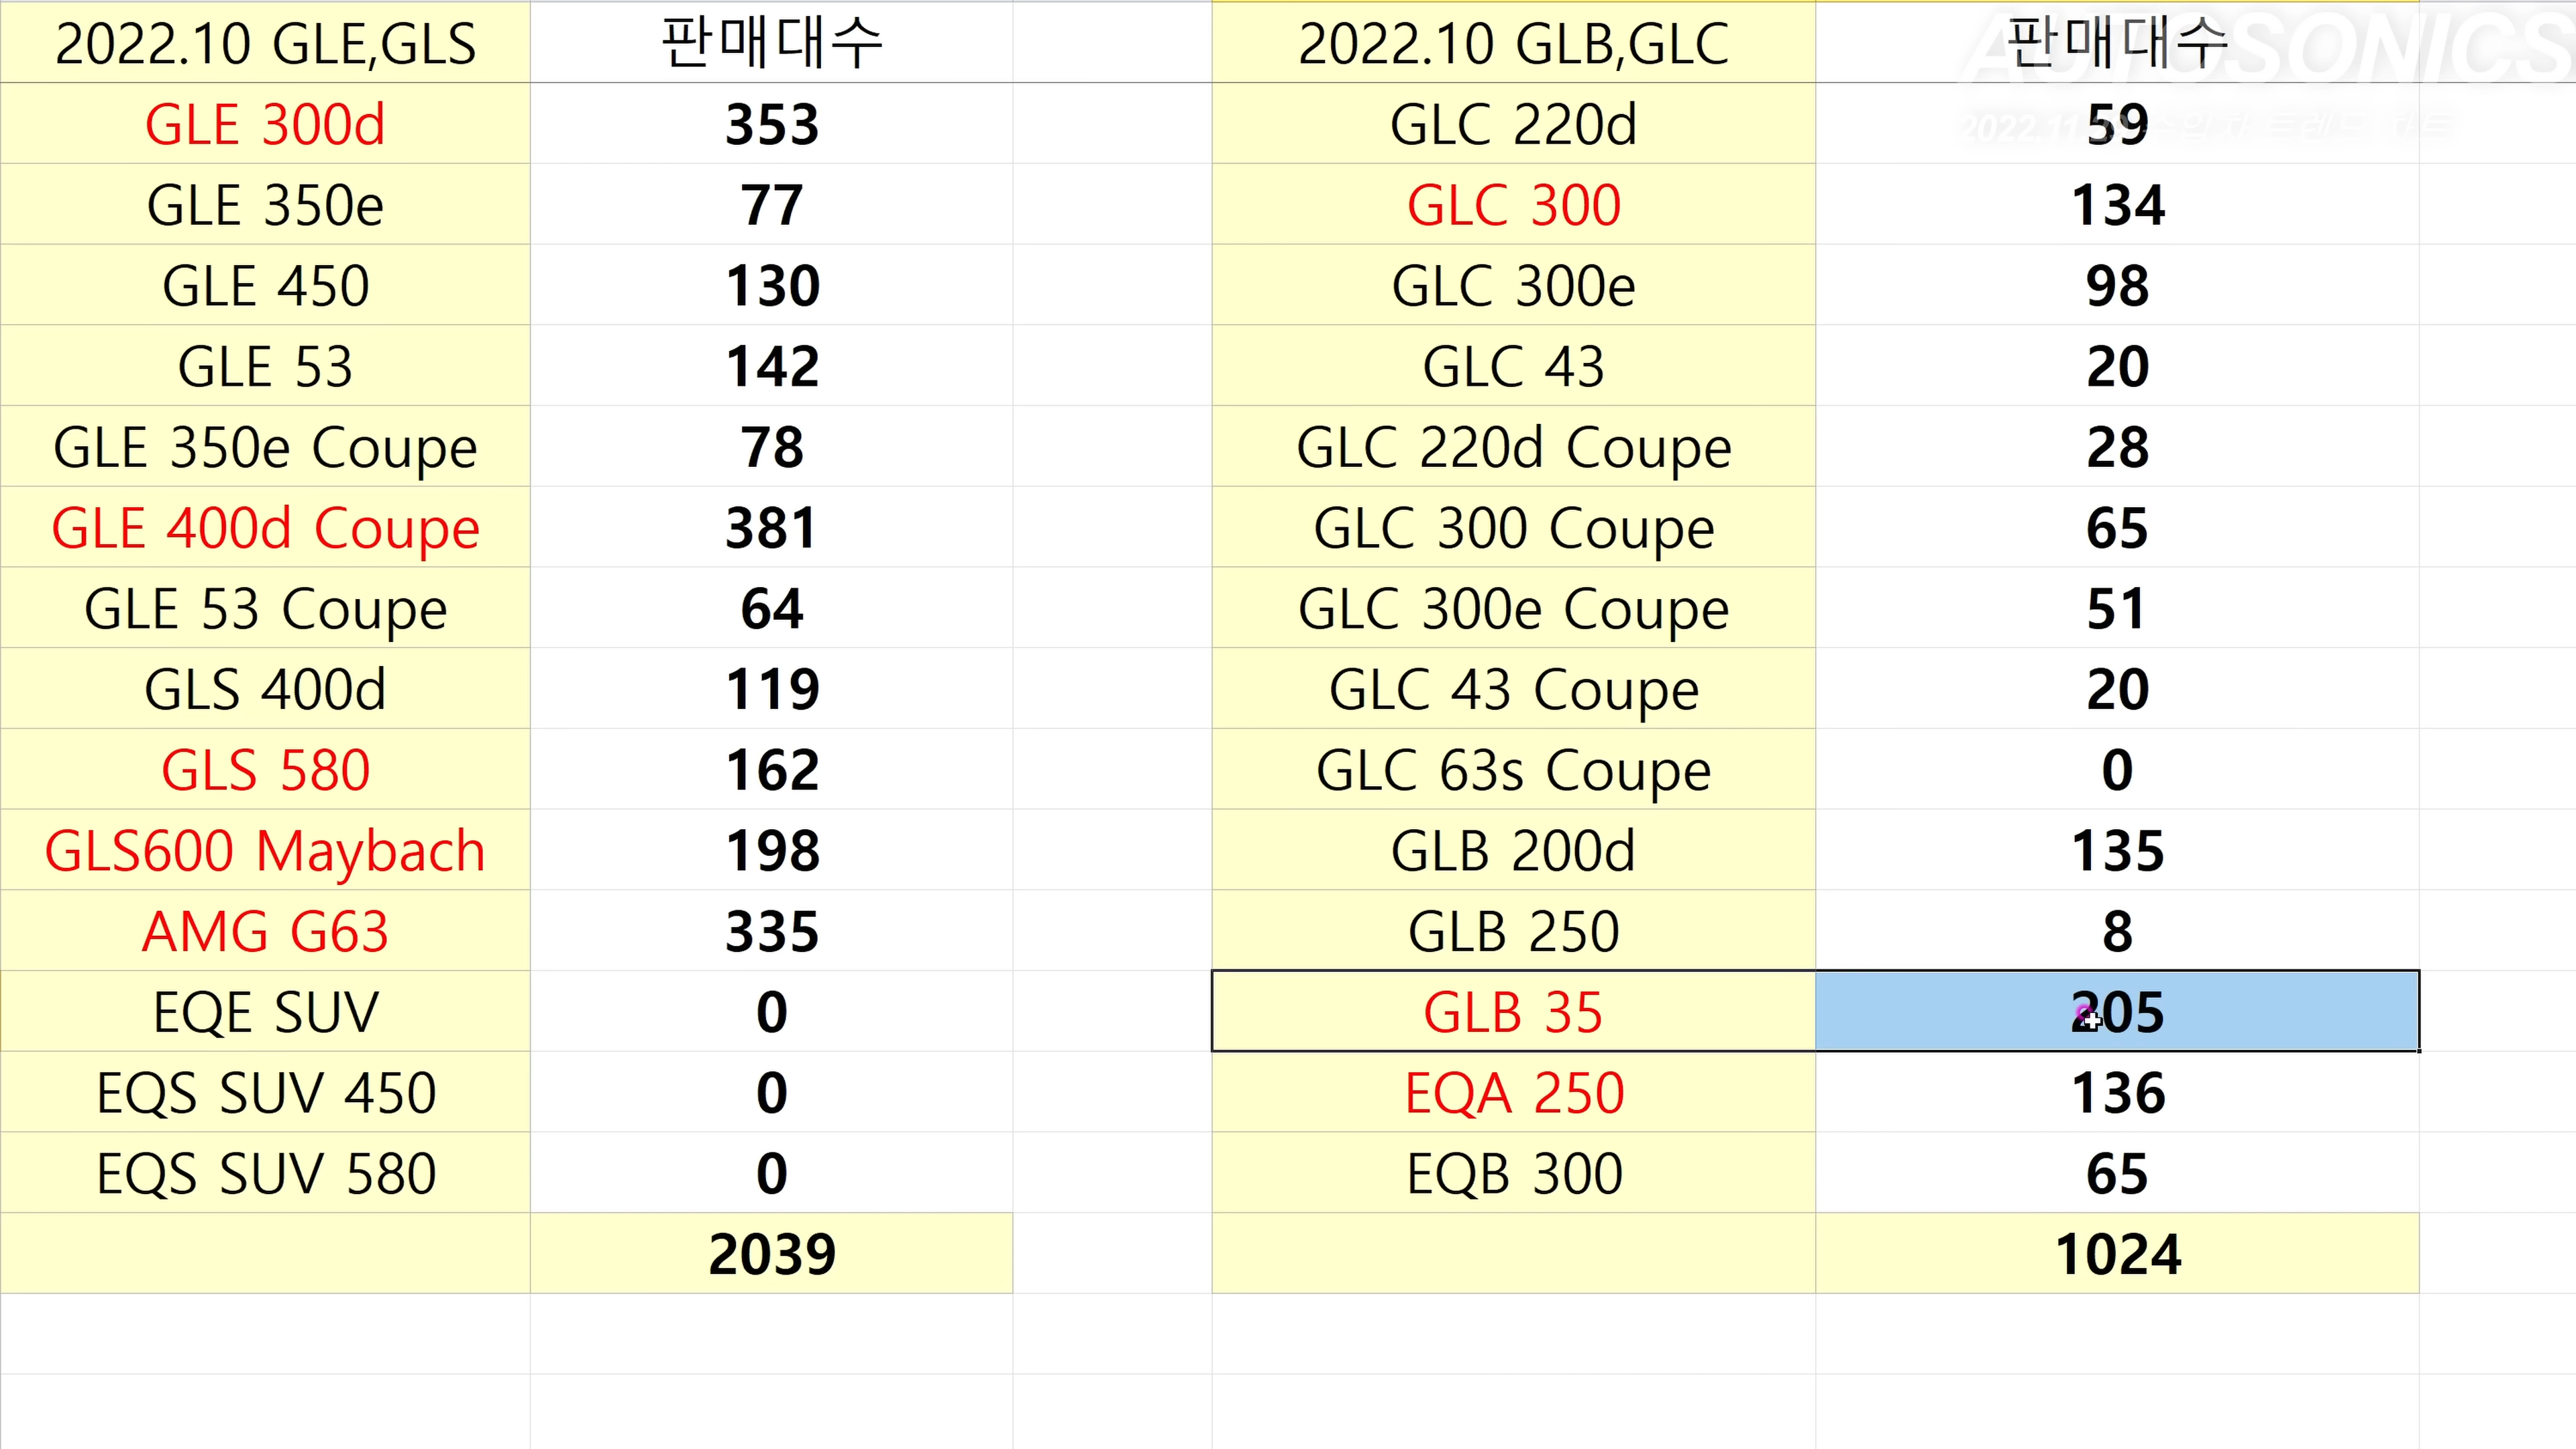 2022.10 GLE,GLS 판매대수 2022.10 GLB,GLC 판매대수
AUTOSONICS
GLE 300d 353 GLC 220d 59
2022.11
GLE 350e 77 GLC 300 134
GLE 450 130 GLC 300e 98
GLE 53 142 GLC 43 20
GLE 350e Coupe 78 GLC 220d Coupe 28
GLE 400d Coupe 381 GLC 300 Coupe 65
GLE 53 Coupe 64 GLC 300e Coupe 51
GLS 400d 119 GLC 43 Coupe 20
GLS 580 162 GLC 63s Coupe 0
GLS600 Maybach 198 GLB 200d 135
AMG G63 335 GLB 250 8
EQE SUV 0 GLB 35 205
EQS SUV 450 0 EQA 250 136
EQS SUV 580 0 EQB 300 65
2039 1024